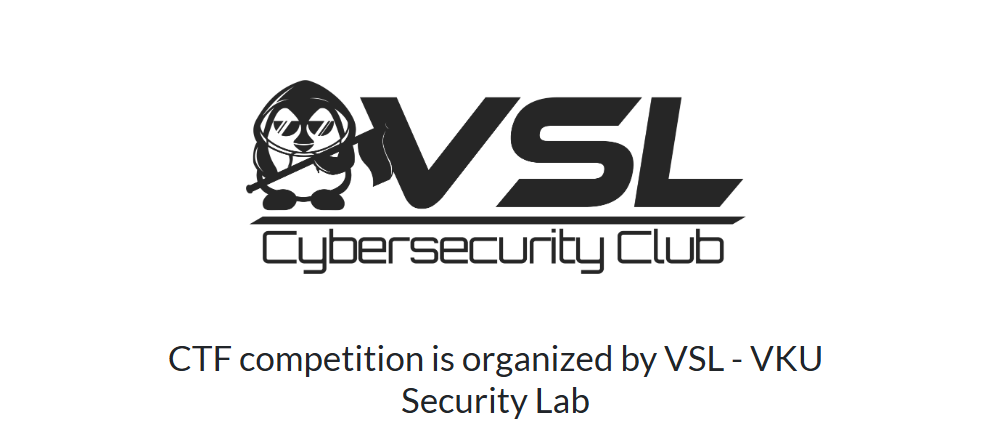 VSL
Cybersecurity Club
CTF competition is organized by VSL - VKU
Security Lab